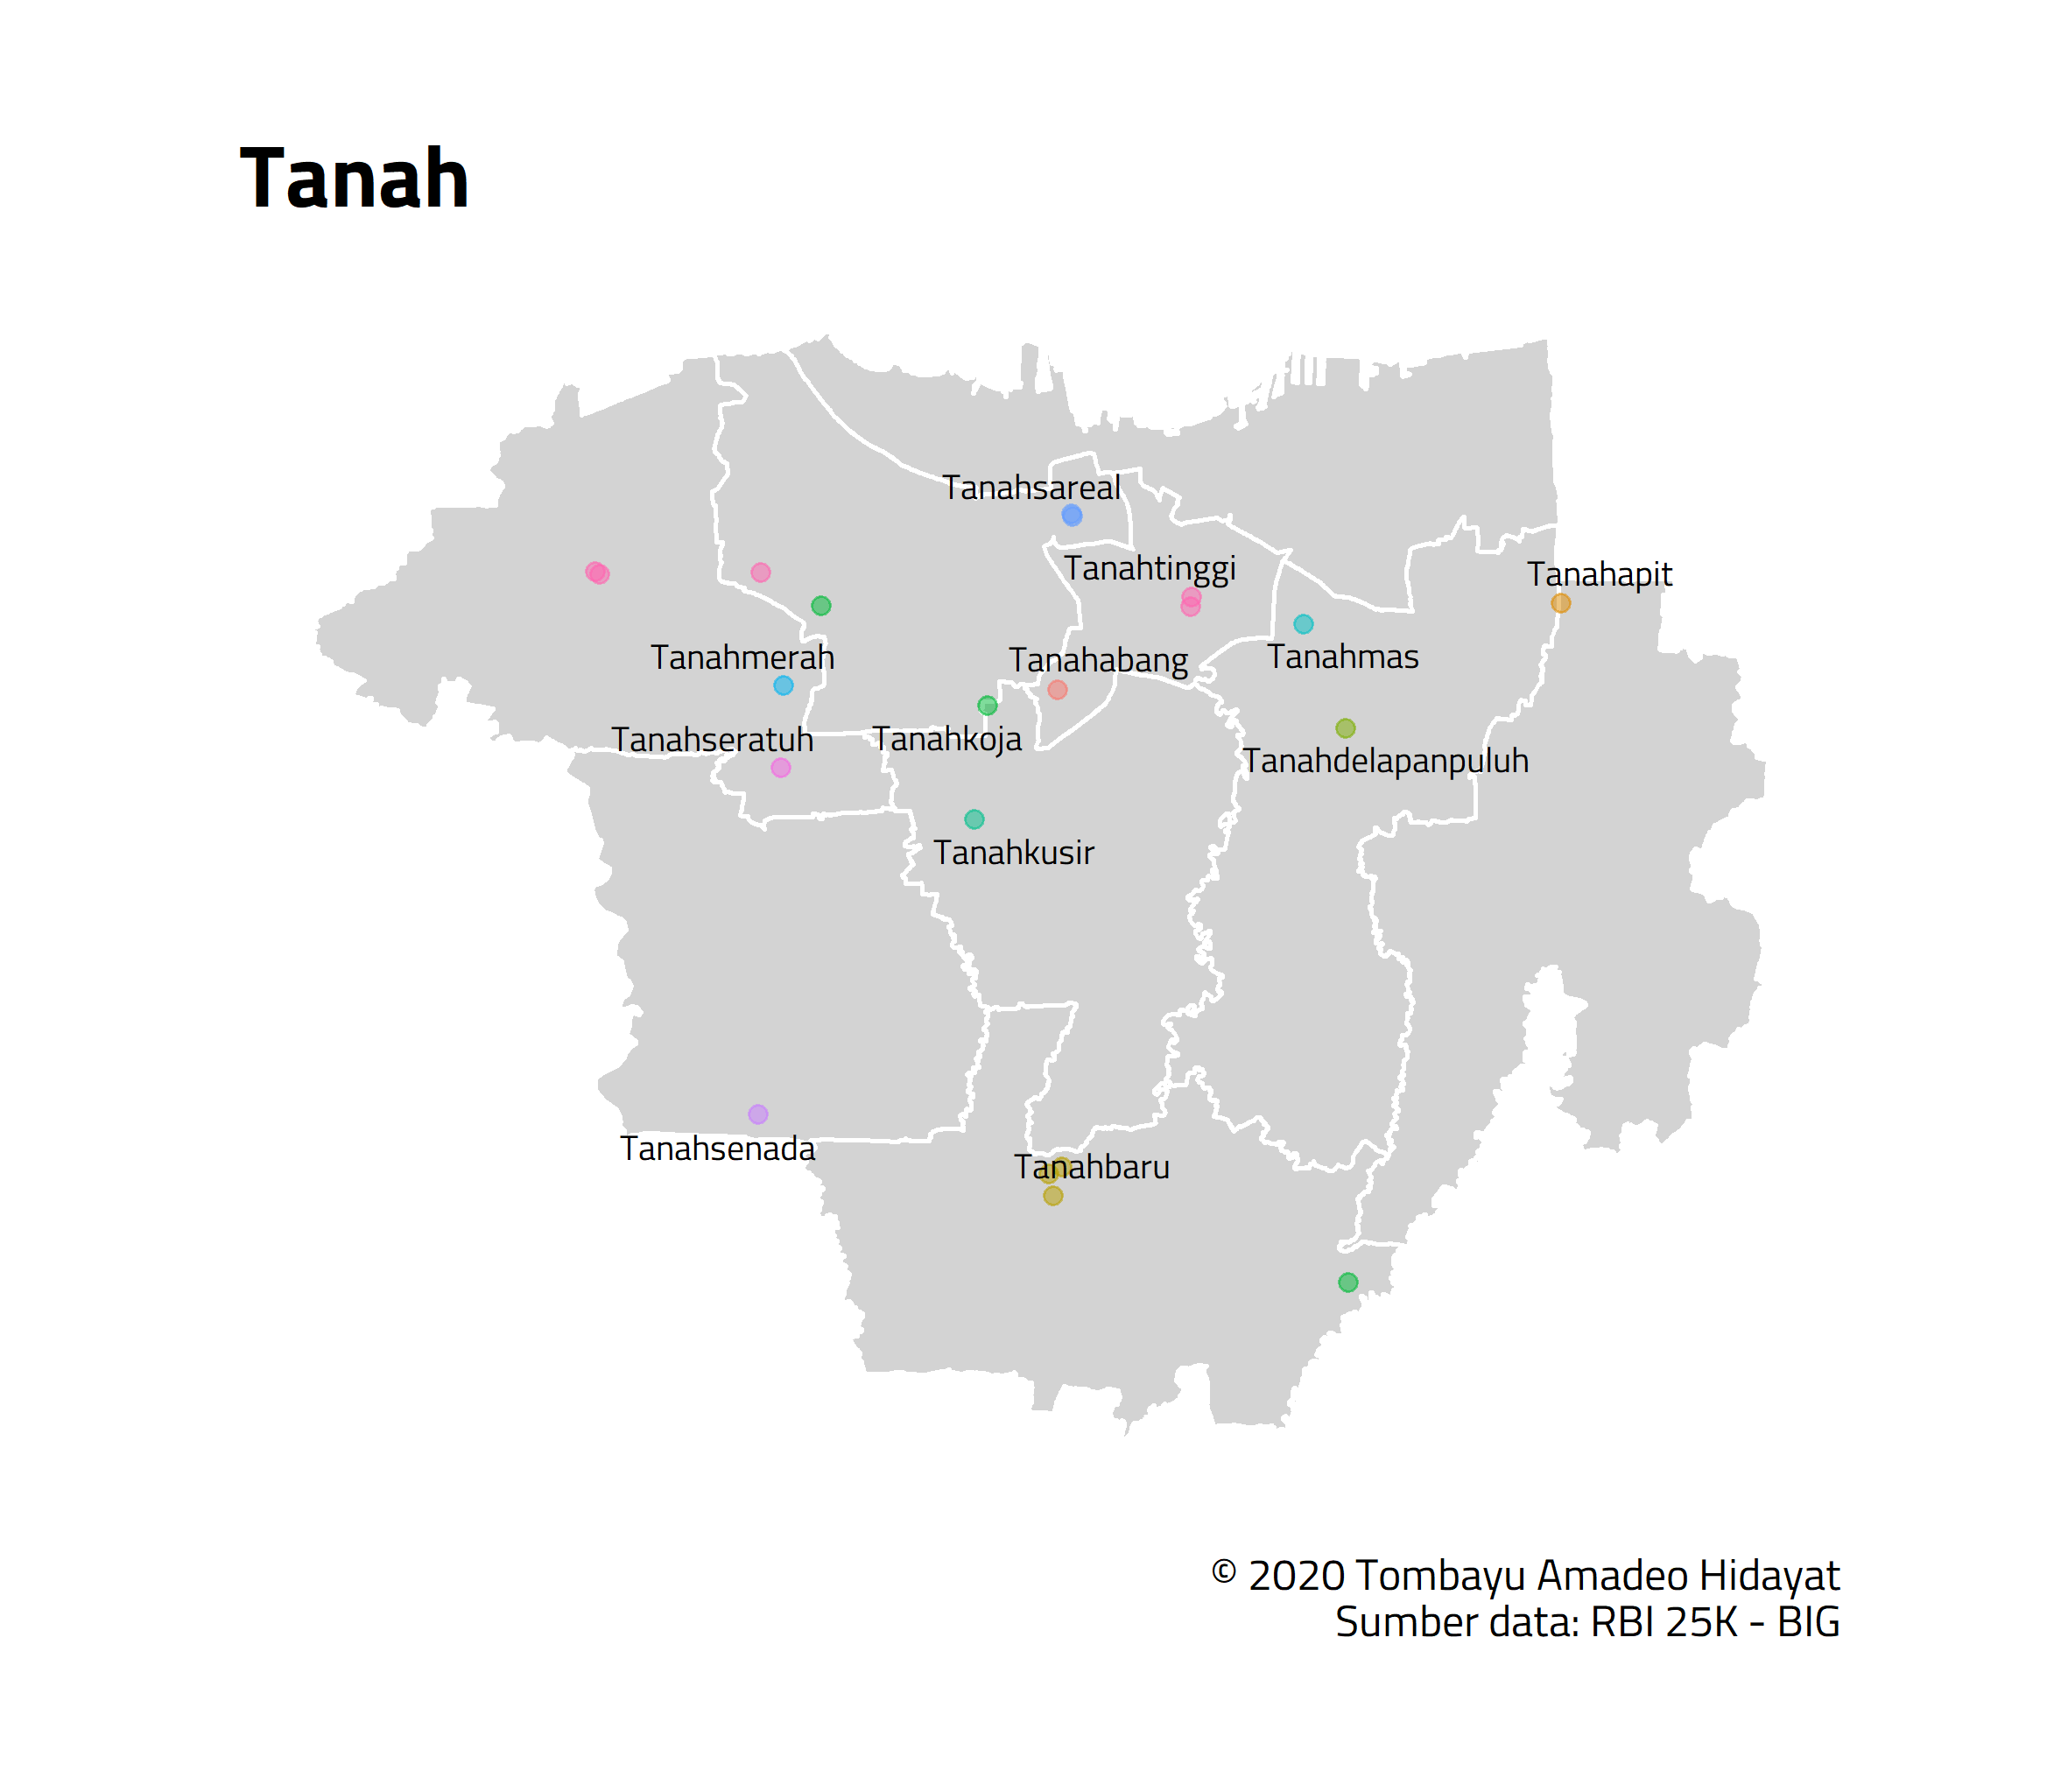 Tanah
Tanahsareal
Tanahtinggi
Tanahapit
Tanahmerah
Tanahabang
Tanahmas
Tanahseratuh
Tanahkoja
Tanahdelapanpuluh
Tanahkusir
Tanahsenada
Tanahbaru
© 2020 Tombayu Amadeo Hidayat
Sumber data: RBI 25K - BIG